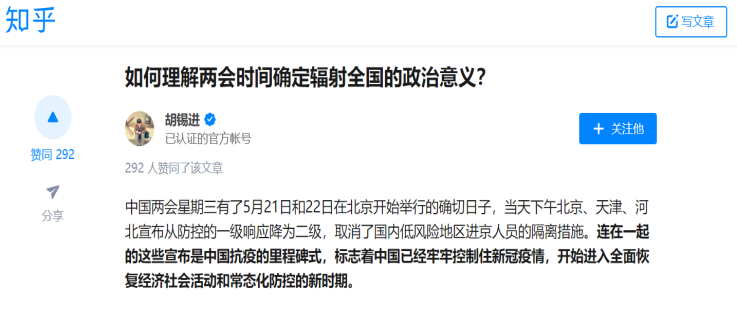 知乎
写文章
如何理解两会时间确定辐射全国的政治意义？
胡锡进
已认证的官方帐号
关注他
292 人赞同了该文章
赞同 292
分享
中国两会星期三有了5月21日和22日在北京开始举行的确切日子，当天下午北京、天津、河
北宣布从防控的一级响应降为二级，取消了国内低风险地区进京人员的隔离措施。连在一起
的这些宣布是中国抗疫的里程碑式，标志着中国已经牢牢控制住新冠疫情，开始进入全面恢
复经济社会活动和常态化防控的新时期。